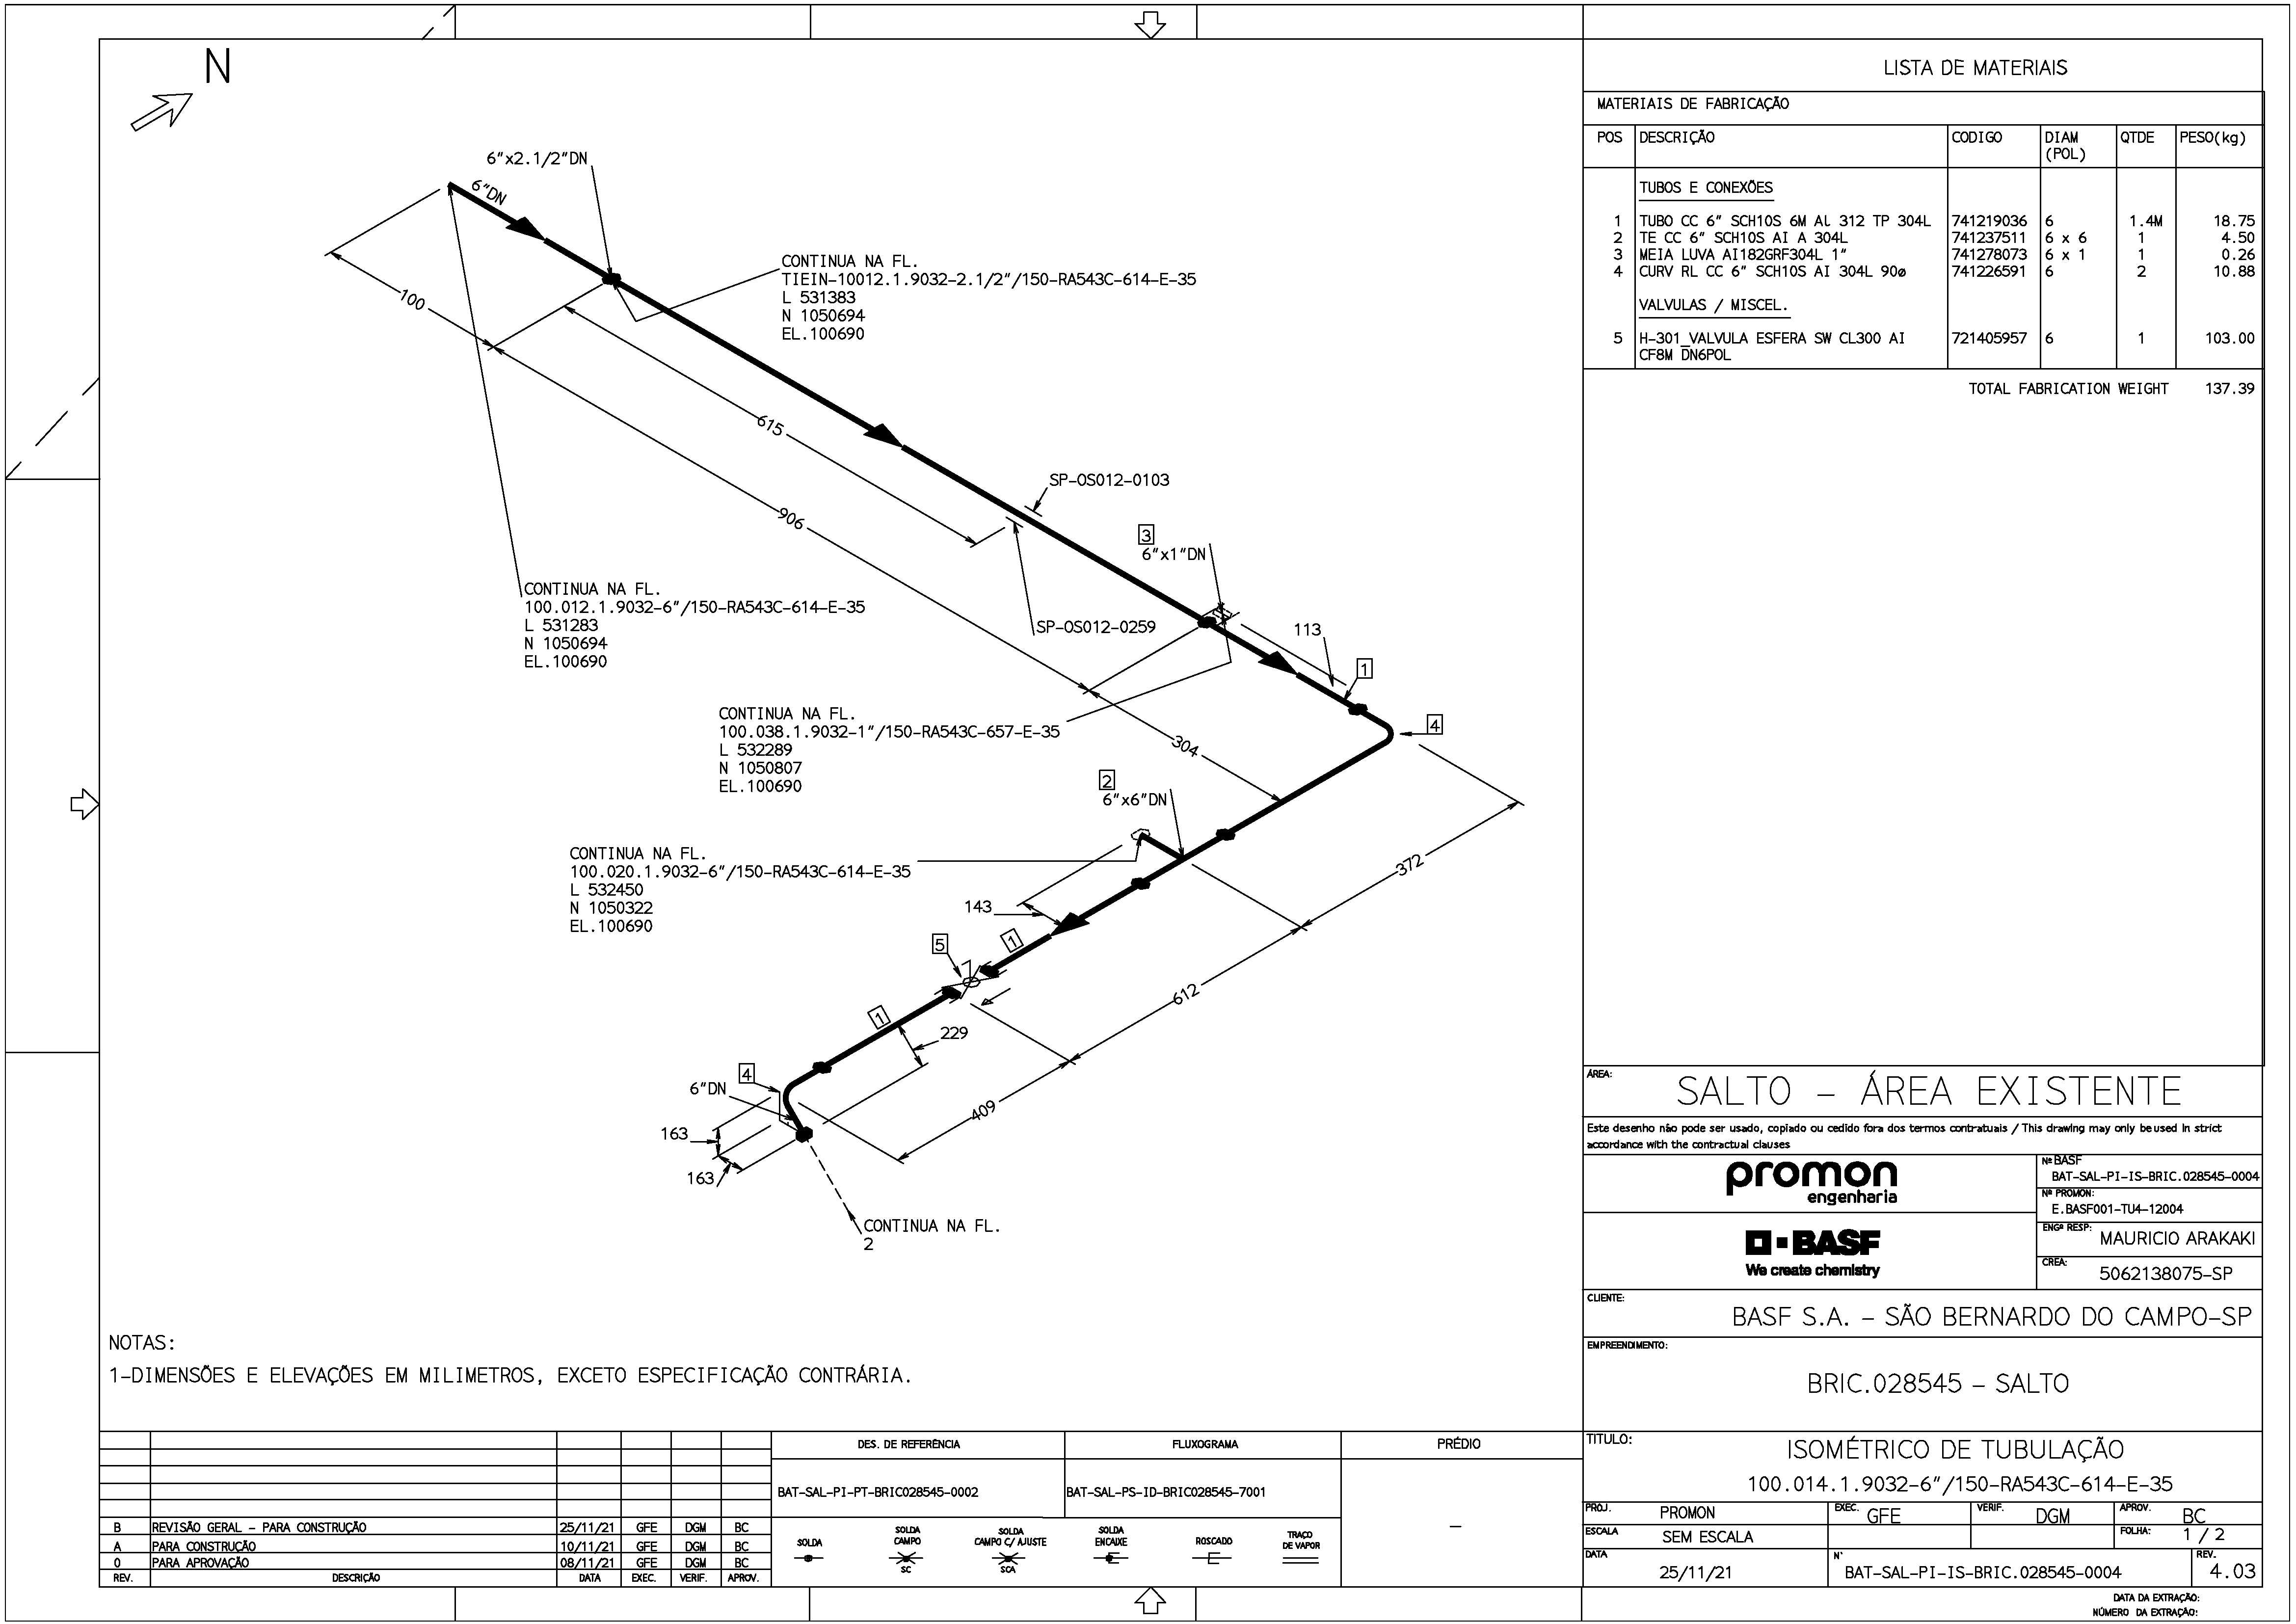 N
6"x2.1/2"DN
6"DN
CONTINUA NA FL.
TIEIN-10012.1.9032-2.1/2"/150-RA543C-614-E-35
L 531383
N 1050694
EL.100690
100
615
906
SP-OS012-0103
3
6"x1"DN
CONTINUA NA FL.
100.012.1.9032-6"/150-RA543C-614-E-35
L 531283
N 1050694
EL.100690
SP-OS012-0259
113
1
4
CONTINUA NA FL.
100.038.1.9032-1"/150-RA543C-657-E-35
L 532289
N 1050807
EL.100690
304
2
6"x6"DN
CONTINUA NA FL.
100.020.1.9032-6"/150-RA543C-614-E-35
L 532450
N 1050322
EL.100690
372
143
5
1
612
1
229
4
6"DN
409
163
163
CONTINUA NA FL.
2
NOTAS:
1-DIMENSÕES E ELEVAÇÕES EM MILIMETROS, EXCETO ESPECIFICAÇÃO CONTRÁRIA.
LISTA DE MATERIAIS
MATERIAIS DE FABRICAÇÃO
POS DESCRIÇÃO CODIGO DIAM (POL) QTDE PESO(kg)
TUBOS E CONEXÕES
1 TUBO CC 6" SCH10S 6M AL 312 TP 304L 741219036 6 1.4M 18.75
2 TE CC 6" SCH10S AI A 304L 741237511 6 x 6 1 4.50
3 MEIA LUVA AI182GRF304L 1" 741278073 6 x 1 1 0.26
4 CURV RL CC 6" SCH10S AI 304L 90ø 741226591 6 2 10.88
VALVULAS / MISCEL.
5 H-301_VALVULA ESFERA SW CL300 AI 721405957 6 1 103.00
CF8M DN6POL
TOTAL FABRICATION WEIGHT 137.39
ÁREA:
SALTO - ÁREA EXISTENTE
Este desenho não pode ser usado, copiado ou cedido fora dos termos contratuais / This drawing may only be used in strict
accordance with the contractual clauses
promon
engenharia
Nº BASF
BAT-SAL-PI-IS-BRIC.028545-0004
Nº PROMON:
E.BASF001-TU4-12004
BASF
We create chemistry
ENGº RESP:
MAURICIO ARAKAKI
CREA:
5062138075-SP
CLIENTE:
BASF S.A. - SÃO BERNARDO DO CAMPO-SP
EMPREENDIMENTO:
BRIC.028545 - SALTO
TITULO:
ISOMÉTRICO DE TUBULAÇÃO
100.014.1.9032-6"/150-RA543C-614-E-35
PROJ. PROMON EXEC. GFE VERIF. DGM APROV. BC
ESCALA SEM ESCALA FOLHA: 1 / 2
DATA 25/11/21 N° BAT-SAL-PI-IS-BRIC.028545-0004 REV. 4.03
DATA DA EXTRAÇÃO:
NÚMERO DA EXTRAÇÃO:
B REVISÃO GERAL - PARA CONSTRUÇÃO 25/11/21 GFE DGM BC
A PARA CONSTRUÇÃO 10/11/21 GFE DGM BC
0 PARA APROVAÇÃO 08/11/21 GFE DGM BC
REV. DESCRIÇÃO DATA EXEC. VERIF. APROV.
DES. DE REFERÊNCIA FLUXOGRAMA PRÉDIO
BAT-SAL-PI-PT-BRIC028545-0002 BAT-SAL-PS-ID-BRIC028545-7001 -
SOLDA
SOLDA CAMPO
SC
SOLDA CAMPO C/ AJUSTE
SCA
SOLDA ENCAIXE
ROSCADO
TRAÇO DE VAPOR